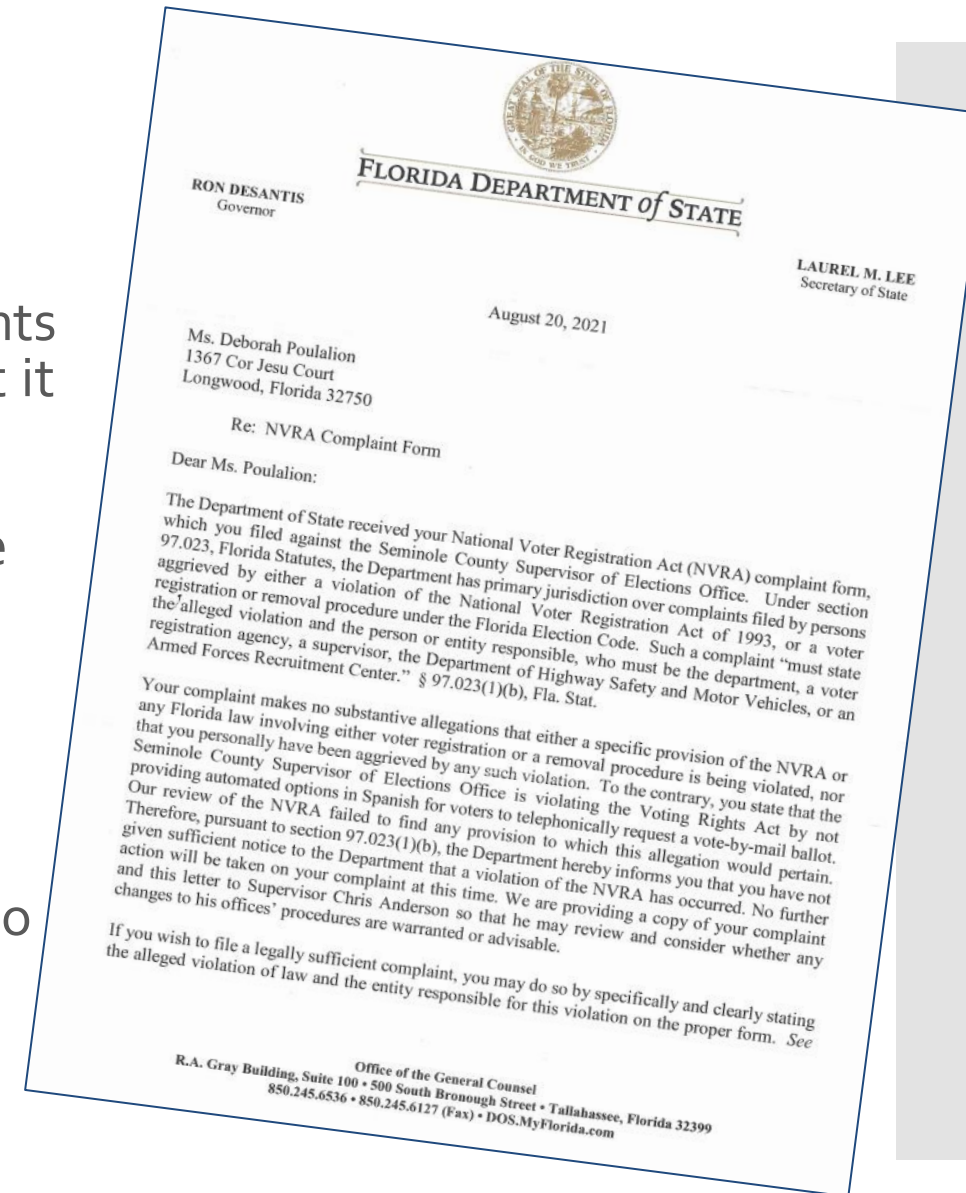 nts
t it
e
o
GREAT SEAL OF THE STATE OF FLORIDA
IN GOD WE TRUST
FLORIDA DEPARTMENT of STATE
RON DESANTIS
Governor
LAUREL M. LEE
Secretary of State
August 20, 2021
Ms. Deborah Poulalion
1367 Cor Jesu Court
Longwood, Florida 32750
Re: NVRA Complaint Form
Dear Ms. Poulalion:
The Department of State received your National Voter Registration Act (NVRA) complaint form,
which you filed against the Seminole County Supervisor of Elections Office. Under section
97.023, Florida Statutes, the Department has primary jurisdiction over complaints filed by persons
aggrieved by either a violation of the National Voter Registration Act of 1993, or a voter
registration or removal procedure under the Florida Election Code. Such a complaint “must state
the alleged violation and the person or entity responsible, who must be the department, a voter
registration agency, a supervisor, the Department of Highway Safety and Motor Vehicles, or an
Armed Forces Recruitment Center.” § 97.023(1)(b), Fla. Stat.
Your complaint makes no substantive allegations that either a specific provision of the NVRA or
any Florida law involving either voter registration or a removal procedure is being violated, nor
that you personally have been aggrieved by any such violation. To the contrary, you state that the
Seminole County Supervisor of Elections Office is violating the Voting Rights Act by not
providing automated options in Spanish for voters to telephonically request a vote-by-mail ballot.
Our review of the NVRA failed to find any provision to which this allegation would pertain.
Therefore, pursuant to section 97.023(1)(b), the Department hereby informs you that you have not
given sufficient notice to the Department that a violation of the NVRA has occurred. No further
action will be taken on your complaint at this time. We are providing a copy of your complaint
and this letter to Supervisor Chris Anderson so that he may review and consider whether any
changes to his offices’ procedures are warranted or advisable.
If you wish to file a legally sufficient complaint, you may do so by specifically and clearly stating
the alleged violation of law and the entity responsible for this violation on the proper form. See
Office of the General Counsel
R.A. Gray Building, Suite 100 • 500 South Bronough Street • Tallahassee, Florida 32399
850.245.6536 • 850.245.6127 (Fax) • DOS.MyFlorida.com